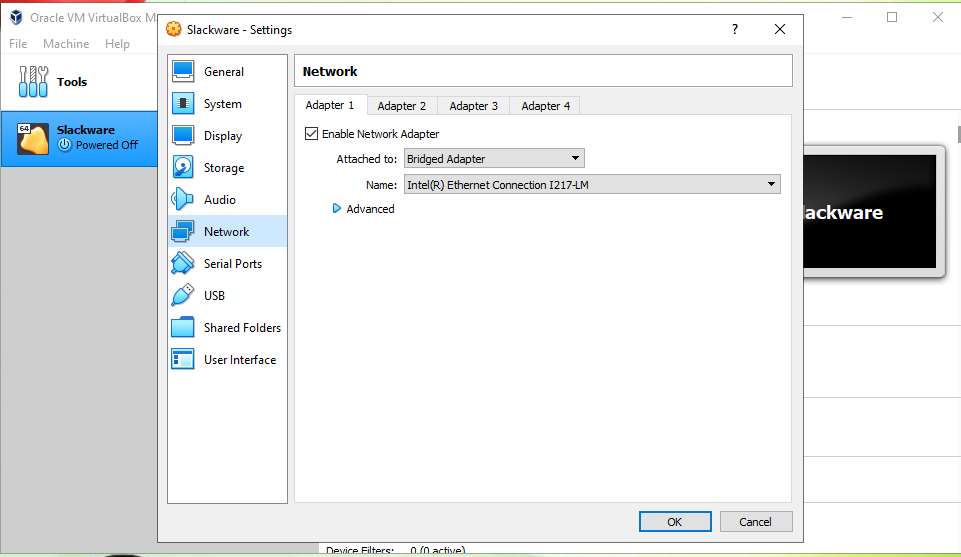 Oracle VM VirtualBox Ma
File Machine Help
Tools
64
Slackware
Powered Off
Slackware - Settings
?
General
System
Display
Storage
Audio
Network
Serial Ports
USB
Shared Folders
User Interface
Network
Adapter 1 Adapter 2 Adapter 3 Adapter 4
Enable Network Adapter
Attached to: Bridged Adapter
Name: Intel(R) Ethernet Connection I217-LM
Advanced
OK Cancel
lackware
Device Filters: 0 (0 active)